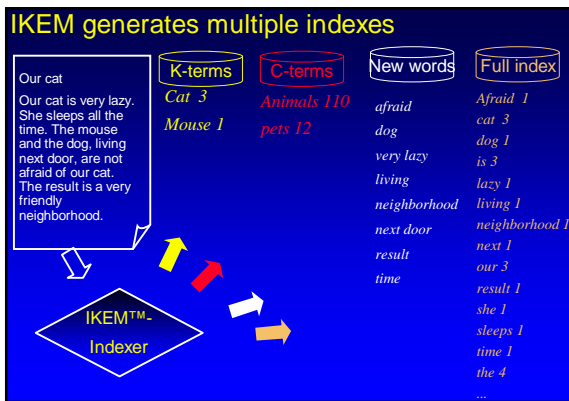 IKEM generates multiple indexes
Our cat
Our cat is very lazy.
She sleeps all the
time. The mouse
and the dog, living
next door, are not
afraid of our cat.
The result is a very
friendly
neighborhood.
IKEM™-
Indexer
K-terms
Cat 3
Mouse 1
C-terms
Animals 110
pets 12
New words
afraid
dog
very lazy
living
neighborhood
next door
result
time
Full index
Afraid 1
cat 3
dog 1
is 3
lazy 1
living 1
neighborhood 1
next 1
our 3
result 1
she 1
sleeps 1
time 1
the 4
...